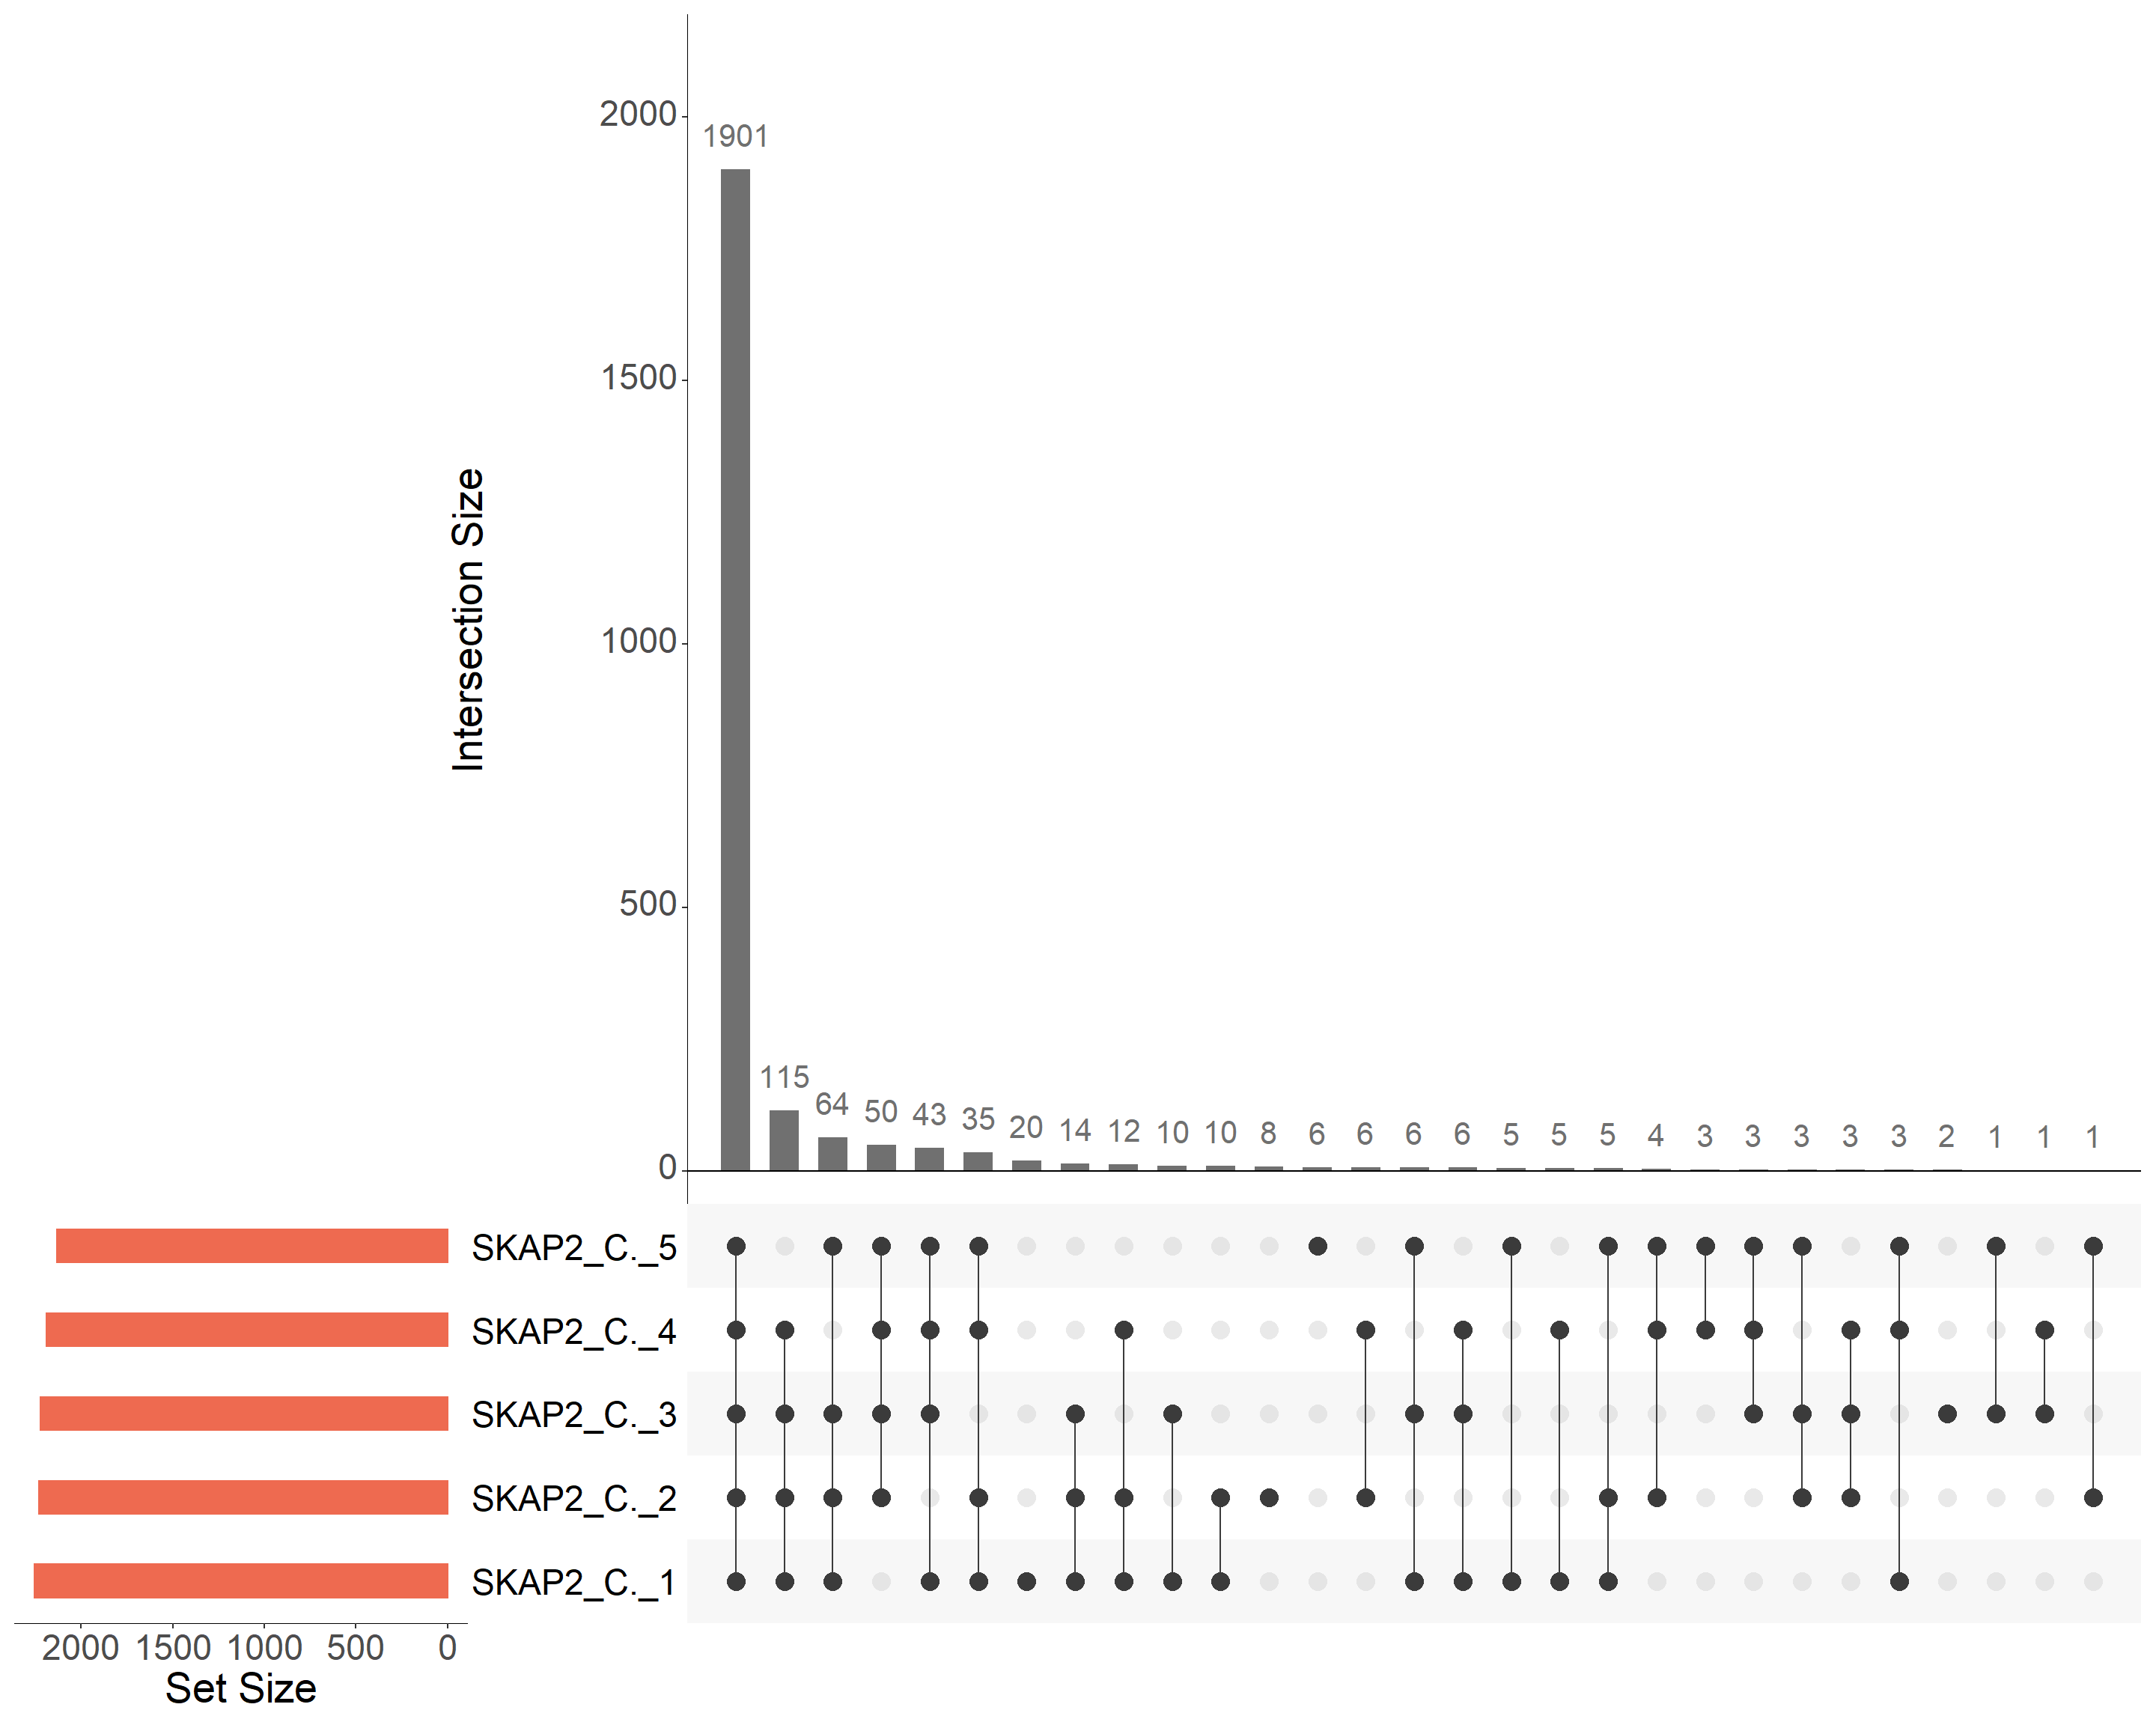 Intersection Size
2000
1500
1000
500
0
1901 115 64 50 43 35 20 14 12 10 10 8 6 6 6 6 5 5 5 4 3 3 3 3 3 2 1 1 1
SKAP2_C._5
SKAP2_C._4
SKAP2_C._3
SKAP2_C._2
SKAP2_C._1
2000 1500 1000 500 0
Set Size